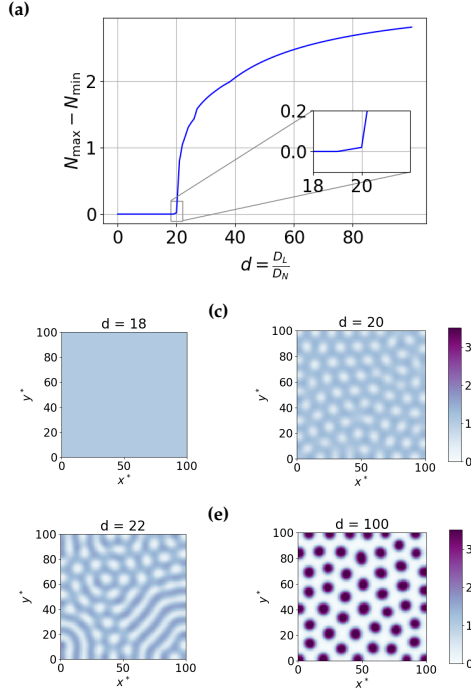 (a)
N_max − N_min
2
1
0
0.2
0.0
18 20
0 20 40 60 80
d = D_L/D_N
(c)
d = 18
d = 20
100
80
60
40
20
0
y*
0 50 100
x*
100
80
60
40
20
0
y*
0 50 100
x*
3
2
1
0
(e)
d = 22
d = 100
100
80
60
40
20
0
y*
0 50 100
x*
100
80
60
40
20
0
y*
0 50 100
x*
3
2
1
0